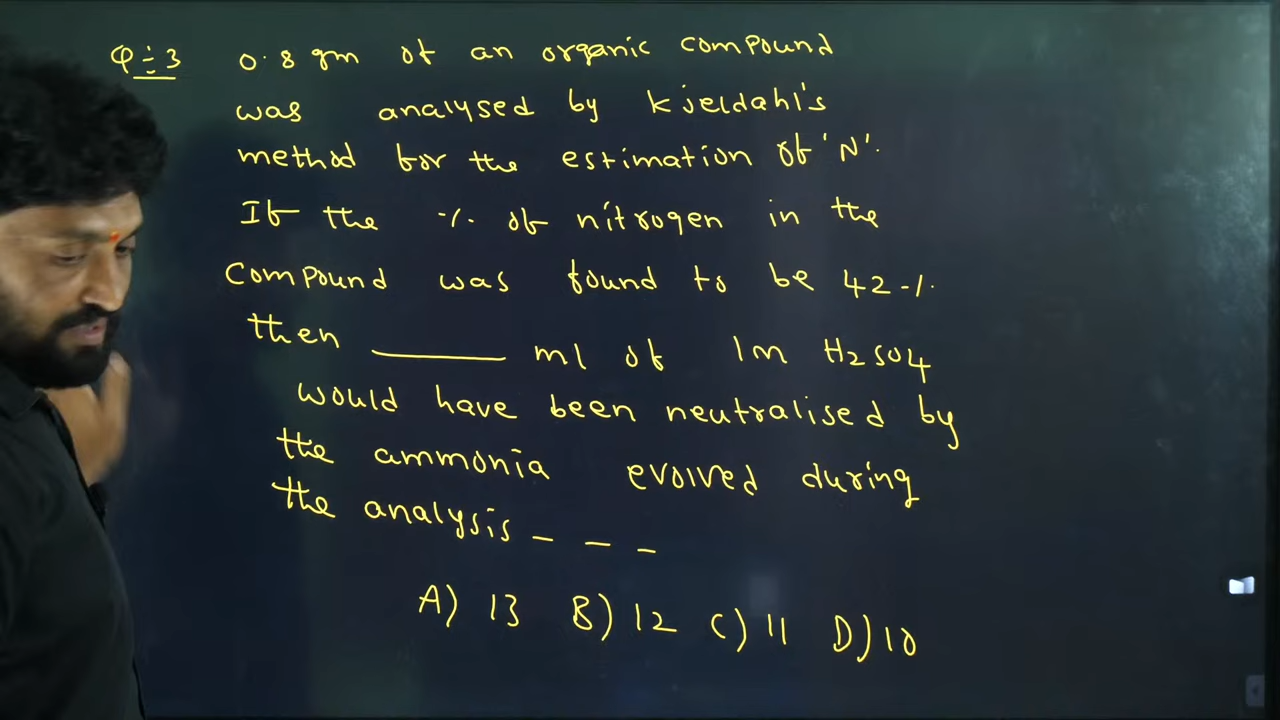 Q÷3 0.8 gm of an organic compound
was analysed by Kjeldahl's
method for the estimation of 'N'.
If the % of nitrogen in the
compound was found to be 42%
then ______ ml of 1m H2SO4
would have been neutralised by
the ammonia evolved during
the analysis - - -
A) 13 B) 12 C) 11 D) 10